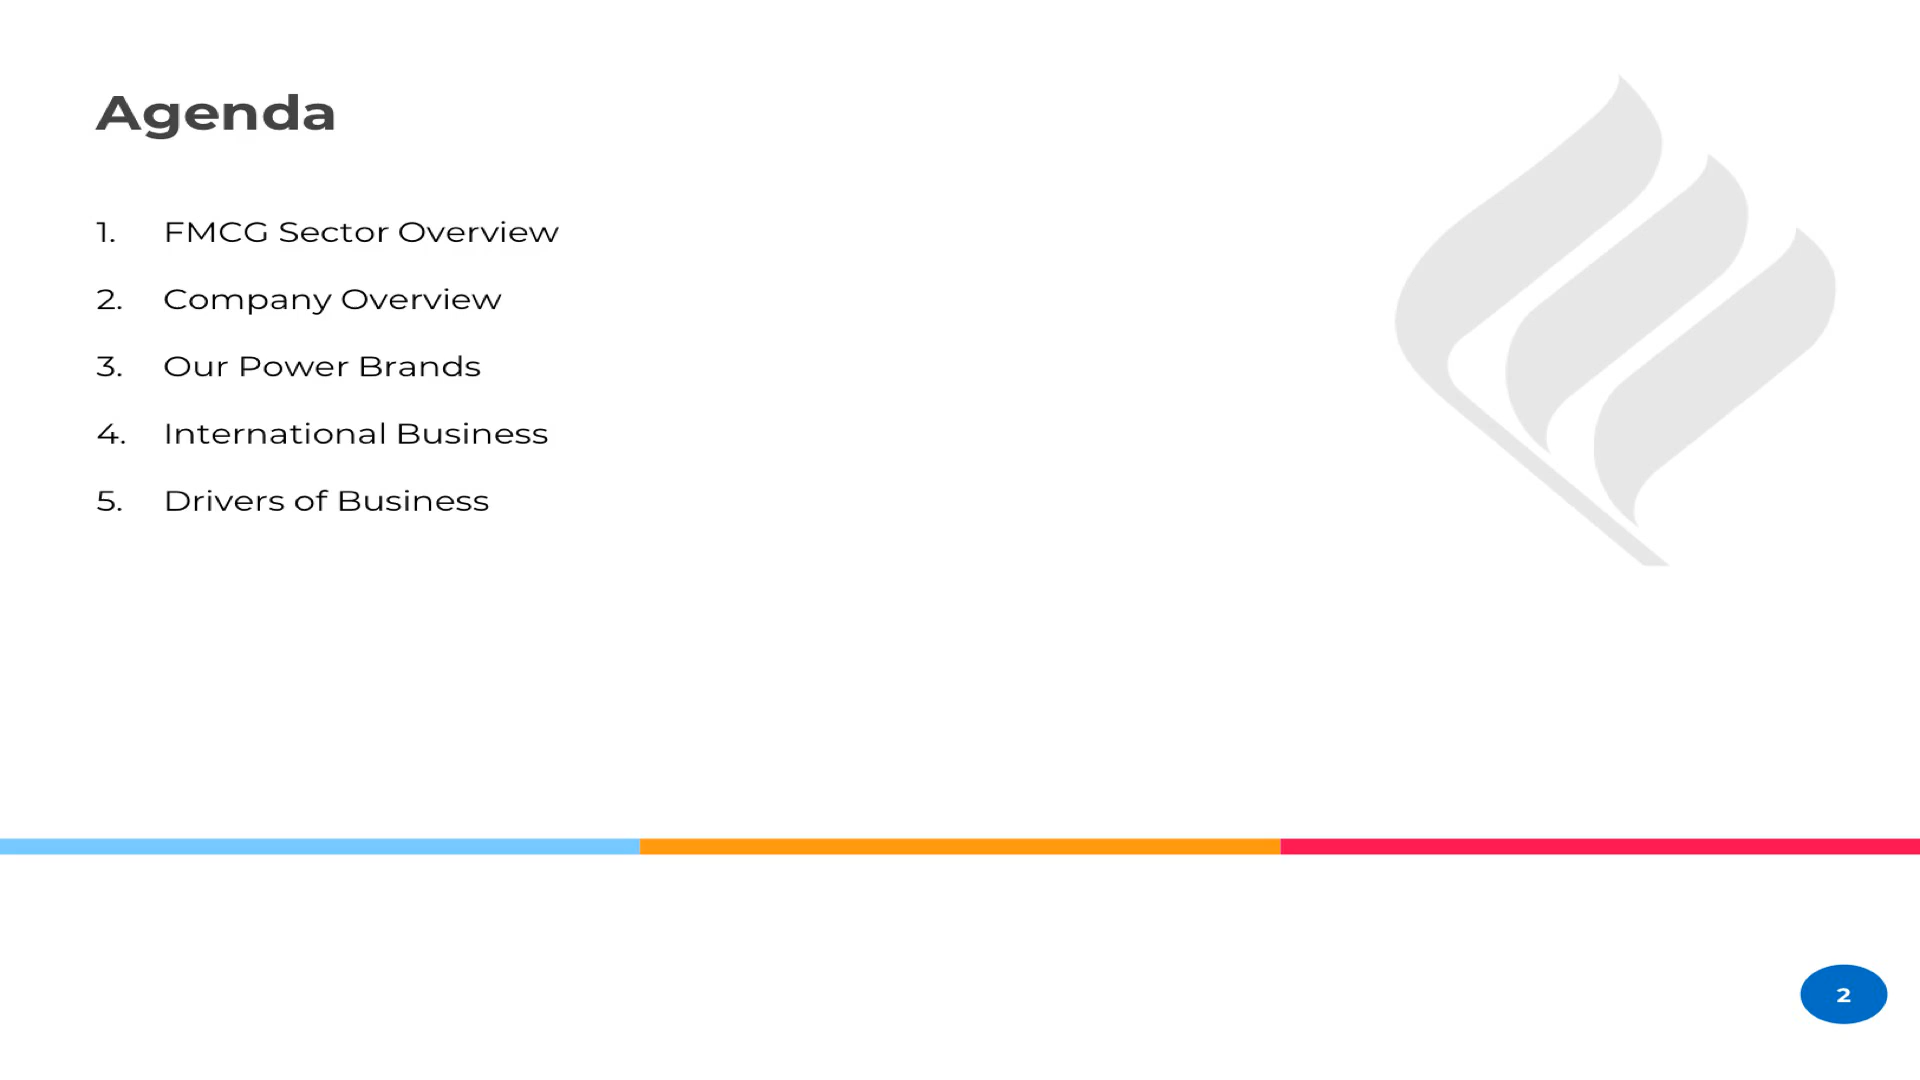 Agenda
1. FMCG Sector Overview
2. Company Overview
3. Our Power Brands
4. International Business
5. Drivers of Business
2